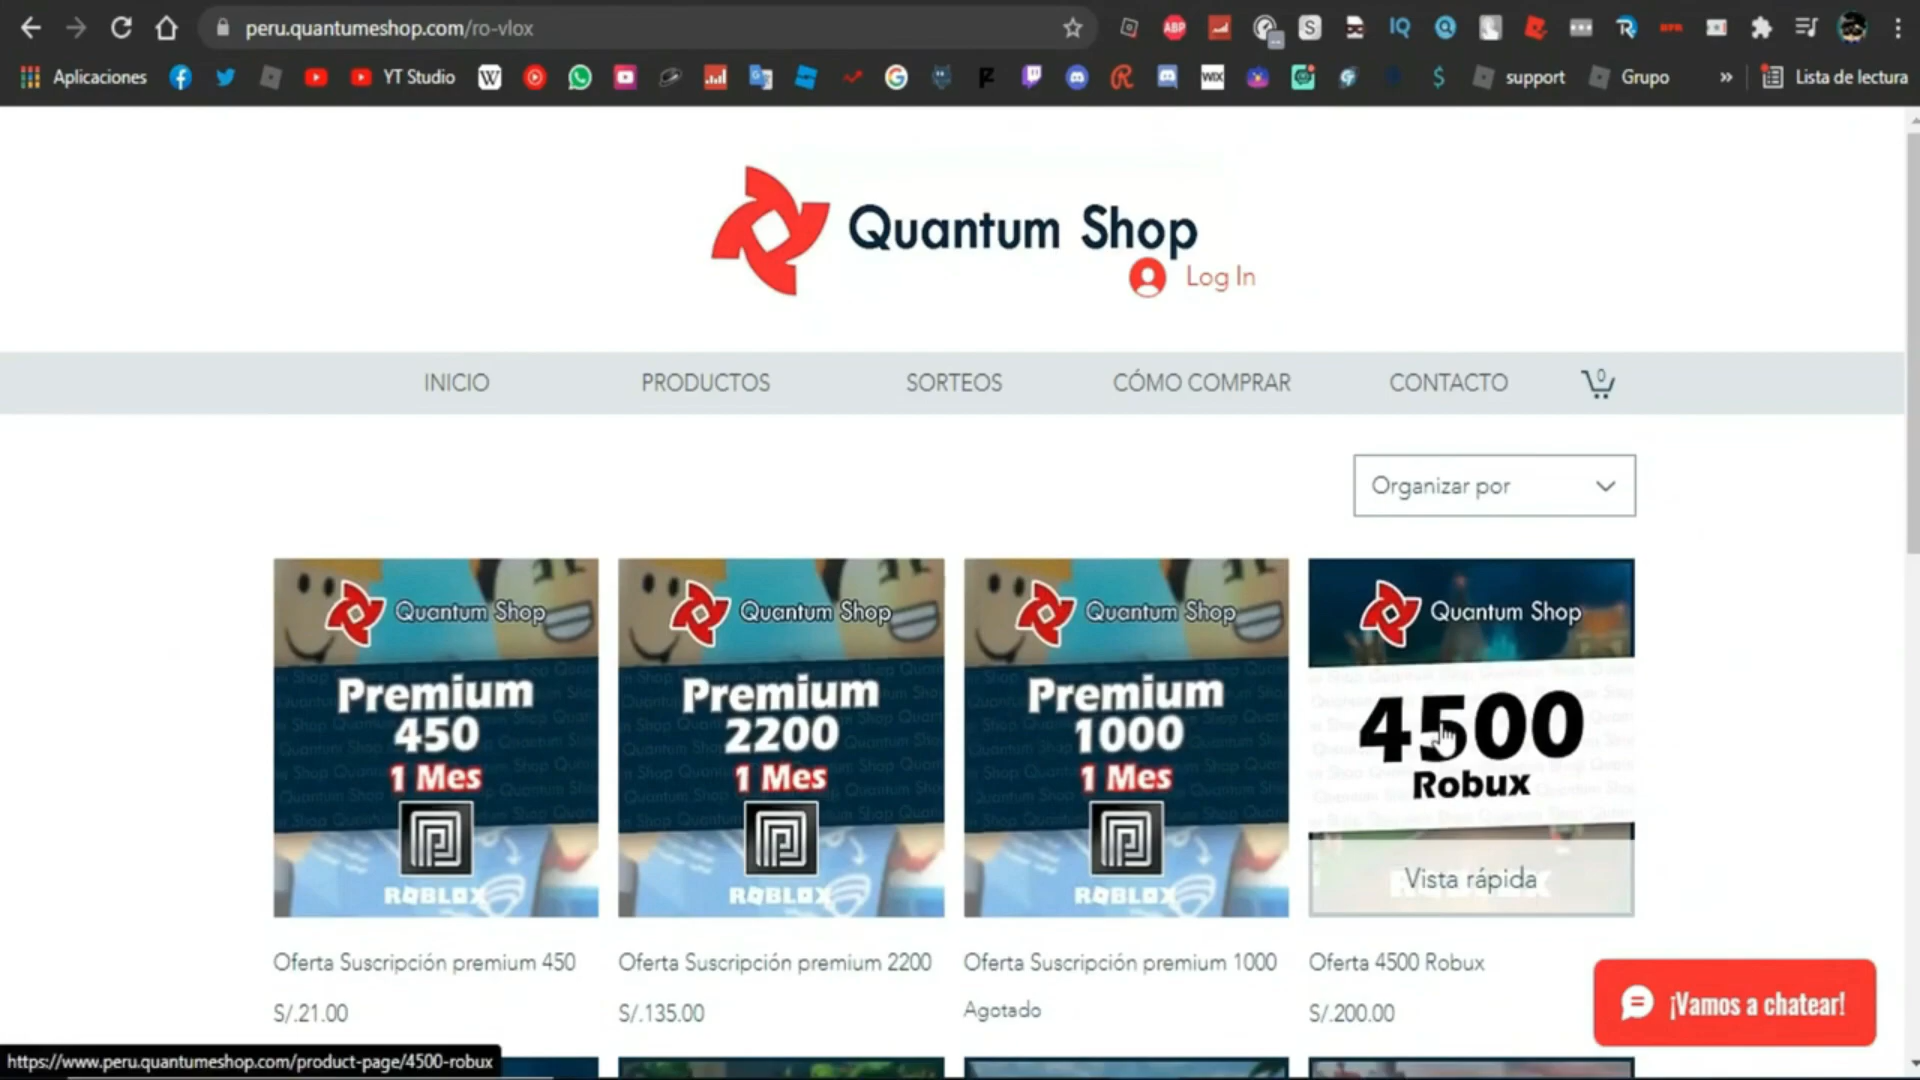 peru.quantumeshop.com/ro-vlox
ABP
Aplicaciones
YT Studio
WiX
support
Grupo
»
Lista de lectura
Quantum Shop
Log In
INICIO
PRODUCTOS
SORTEOS
CÓMO COMPRAR
CONTACTO
0
Organizar por
Quantum Shop
Premium
450
1 Mes
ROBLOX
Quantum Shop
Premium
2200
1 Mes
ROBLOX
Quantum Shop
Premium
1000
1 Mes
ROBLOX
Quantum Shop
4500
Robux
Vista rápida
Oferta Suscripción premium 450
S/.21.00
Oferta Suscripción premium 2200
S/.135.00
Oferta Suscripción premium 1000
Agotado
Oferta 4500 Robux
S/.200.00
¡Vamos a chatear!
https://www.peru.quantumeshop.com/product-page/4500-robux